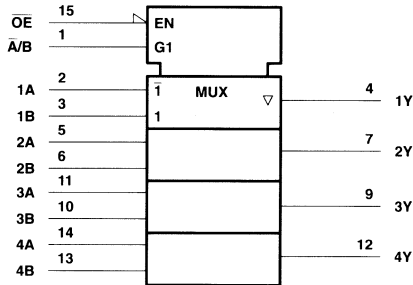 O̅E̅ 15 EN
A̅/B 1 G1
1A 2 1̅ MUX ▽ 4 1Y
1B 3 1
2A 5 7 2Y
2B 6
3A 11 9 3Y
3B 10
4A 14 12 4Y
4B 13